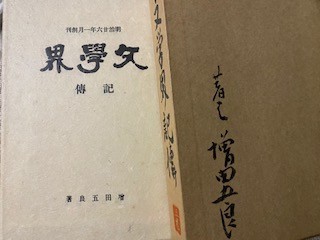 明治廿六年一月創刊
文學界
記傳
增田五良著
文学界記傳
著者 増田五良